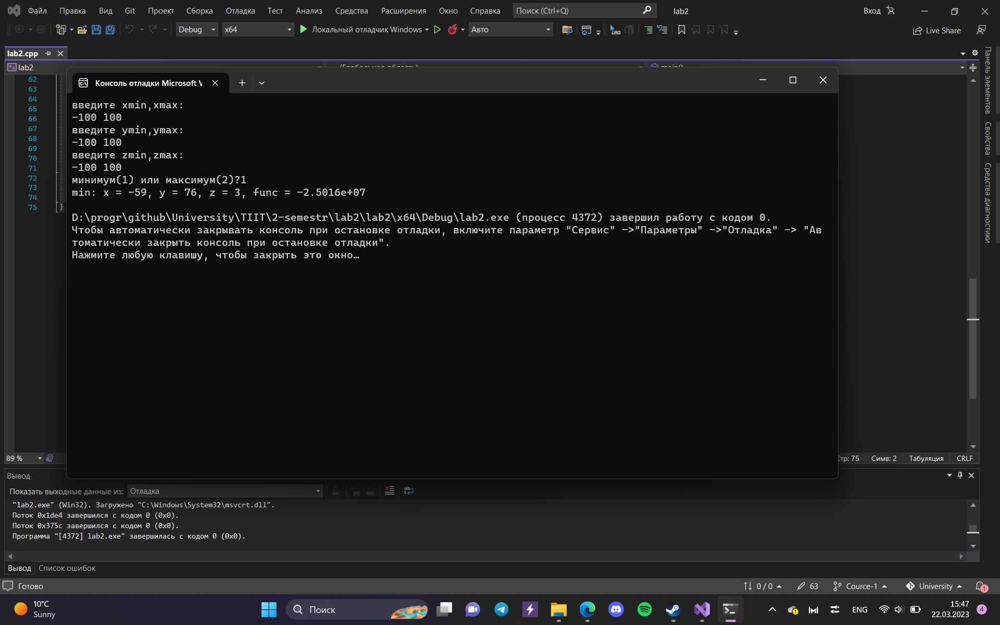 Файл Правка Вид Git Проект Сборка Отладка Тест Анализ Средства Расширения Окно Справка Поиск (Ctrl+Q) lab2 Вход
Debug x64 Локальный отладчик Windows Авто Live Share
lab2.cpp
lab2 (Глобальная область) main()
Консоль отладки Microsoft V
введите xmin,xmax:
-100 100
введите ymin,ymax:
-100 100
введите zmin,zmax:
-100 100
минимум(1) или максимум(2)?1
min: x = -59, y = 76, z = 3, func = -2.5016e+07
D:\progr\github\University\TIIT\2-semestr\lab2\lab2\x64\Debug\lab2.exe (процесс 4372) завершил работу с кодом 0.
Чтобы автоматически закрывать консоль при остановке отладки, включите параметр "Сервис" ->"Параметры" ->"Отладка" -> "Ав
томатически закрыть консоль при остановке отладки".
Нажмите любую клавишу, чтобы закрыть это окно…
62
63
64
65
66
67
68
69
70
71
72
73
74
75 }
Панель элементов
Свойства
Средства диагностики
89 % Стр: 75 Симв: 2 Табуляция CRLF
Вывод
Показать выходные данные из: Отладка
"lab2.exe" (Win32). Загружено "C:\Windows\System32\msvcrt.dll".
Поток 0x1de4 завершился с кодом 0 (0x0).
Поток 0x375c завершился с кодом 0 (0x0).
Программа "[4372] lab2.exe" завершилась с кодом 0 (0x0).
Вывод Список ошибок
Готово 0 / 0 63 Cource-1 University 1
10°C
Sunny
Поиск
ENG
15:47
22.03.2023
4